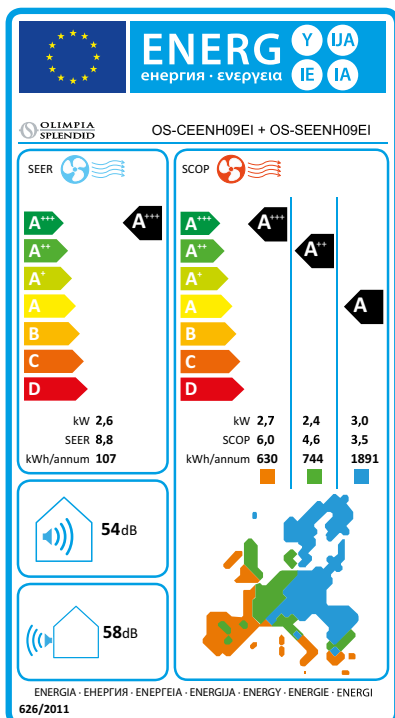 ENERG Y IJA
енергия · ενεργεια IE IA
OLIMPIA
SPLENDID
OS-CEENH09EI + OS-SEENH09EI
SEER
A+++ A+++
A++
A+
A
B
C
D
kW 2,6
SEER 8,8
kWh/annum 107
SCOP
A+++ A+++
A++ A++
A+
A A
B
C
D
kW 2,7 2,4 3,0
SCOP 6,0 4,6 3,5
kWh/annum 630 744 1891
54dB
58dB
ENERGIA · ЕНЕРГИЯ · ΕΝΕΡΓΕΙΑ · ENERGIJA · ENERGY · ENERGIE · ENERGI
626/2011